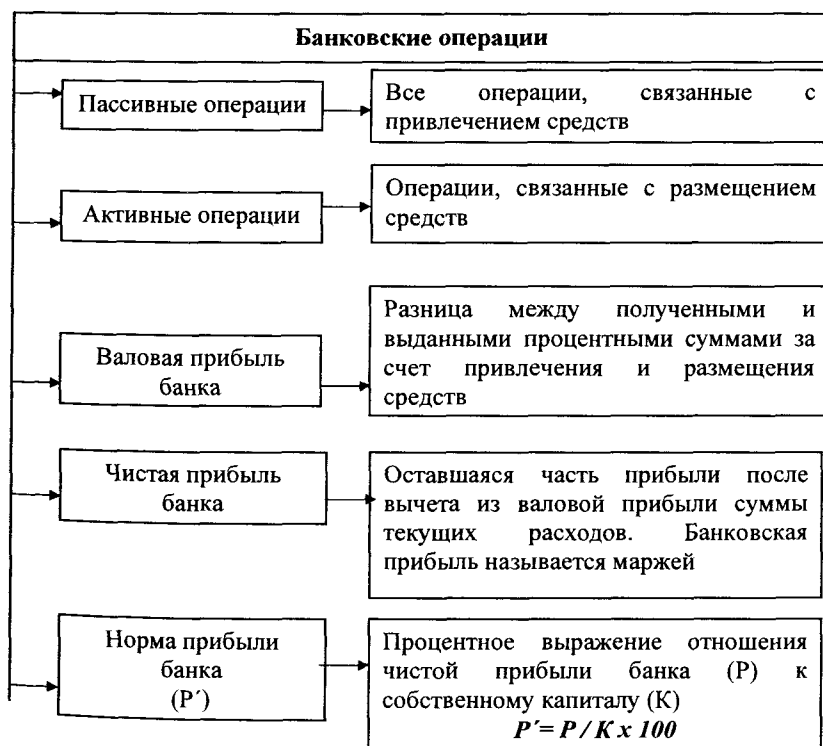 Банковские операции
Пассивные операции
Все операции, связанные с
привлечением средств
Активные операции
Операции, связанные с размещением
средств
Валовая прибыль
банка
Разница между полученными и
выданными процентными суммами за
счет привлечения и размещения
средств
Чистая прибыль
банка
Оставшаяся часть прибыли после
вычета из валовой прибыли суммы
текущих расходов. Банковская
прибыль называется маржей
Норма прибыли
банка
(P´)
Процентное выражение отношения
чистой прибыли банка (P) к
собственному капиталу (K)
P´= P / K x 100